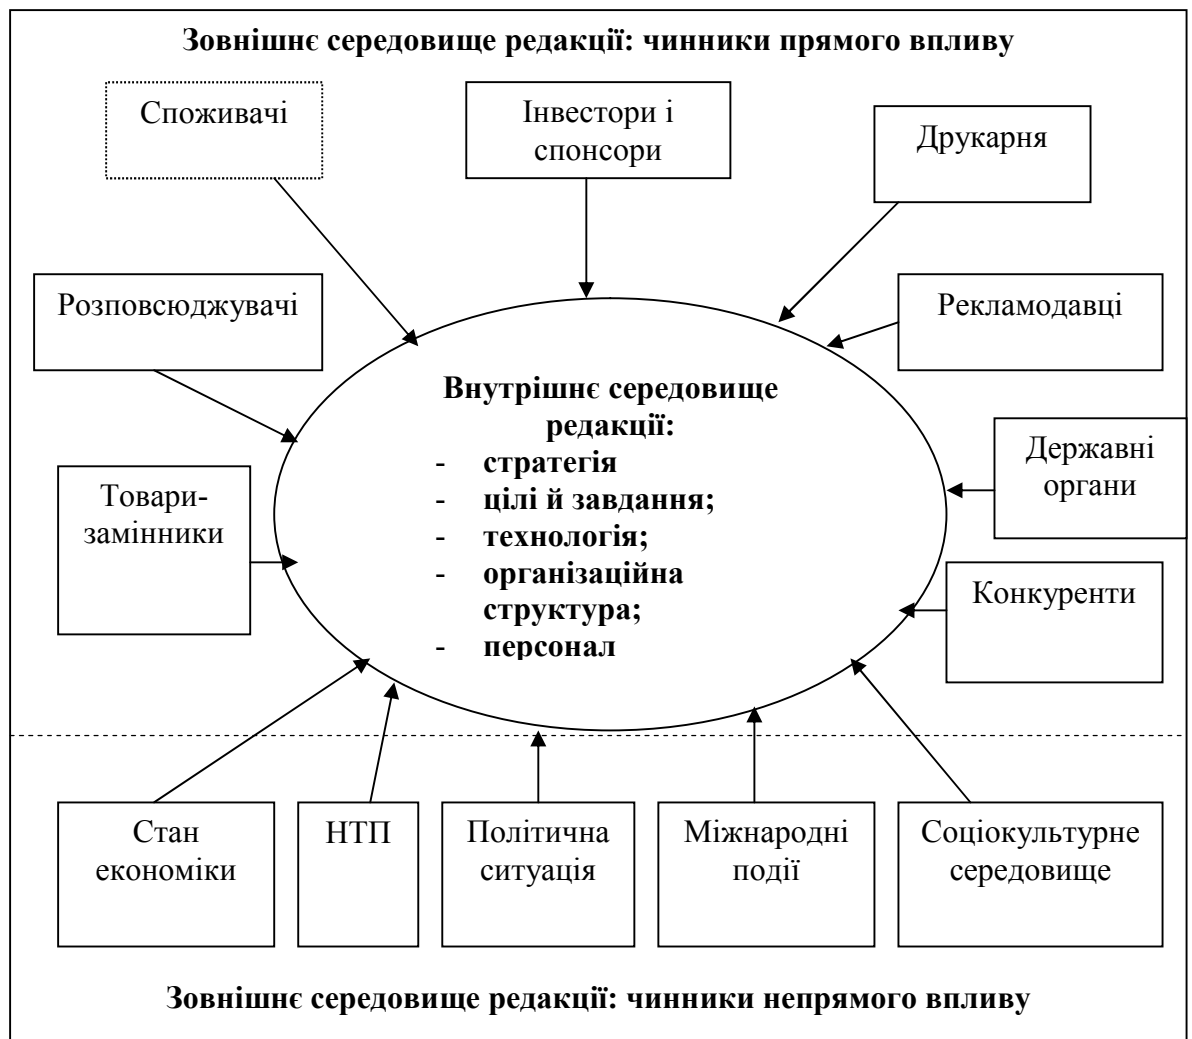 Зовнішнє середовище редакції: чинники прямого впливу
Споживачі
Інвестори і
спонсори
Друкарня
Розповсюджувачі
Рекламодавці
Внутрішнє середовище
редакції:
- стратегія
- цілі й завдання;
- технологія;
- організаційна
структура;
- персонал
Державні
органи
Товари-
замінники
Конкуренти
Стан
економіки
НТП
Політична
ситуація
Міжнародні
події
Соціокультурне
середовище
Зовнішнє середовище редакції: чинники непрямого впливу